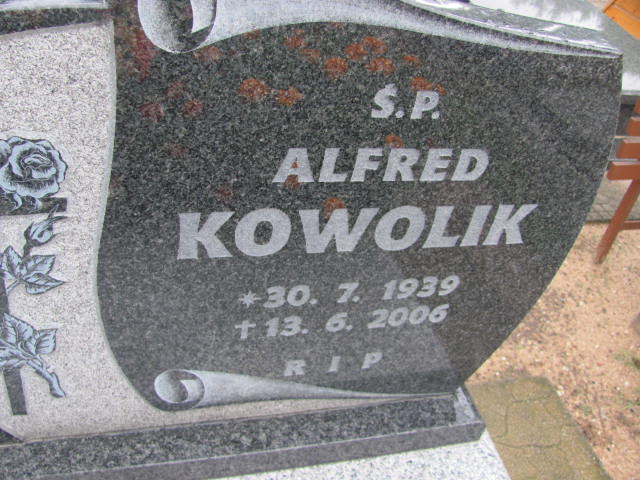 Ś.P.
ALFRED
KOWOLIK
* 30. 7. 1939
† 13. 6. 2006
R I P